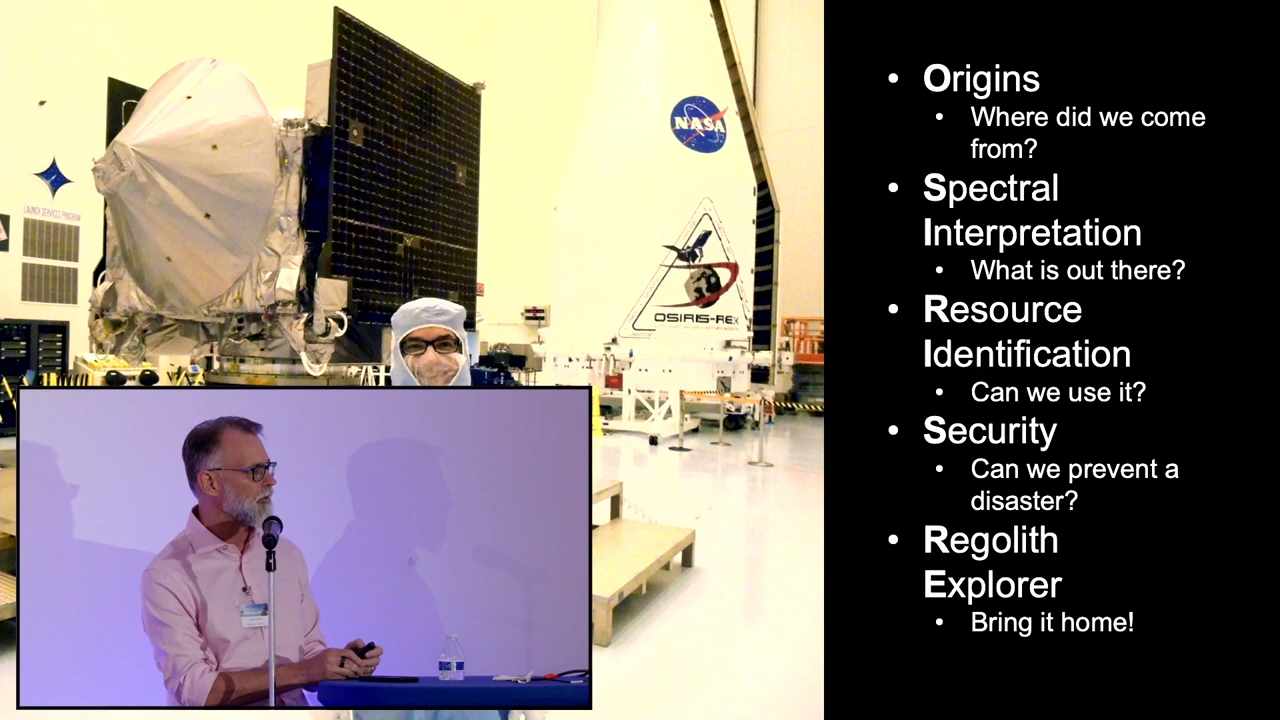 LAUNCH SERVICES PROGRAM
NASA
OSIRIS-REx
• Origins
• Where did we come
from?
• Spectral
Interpretation
• What is out there?
• Resource
Identification
• Can we use it?
• Security
• Can we prevent a
disaster?
• Regolith
Explorer
• Bring it home!